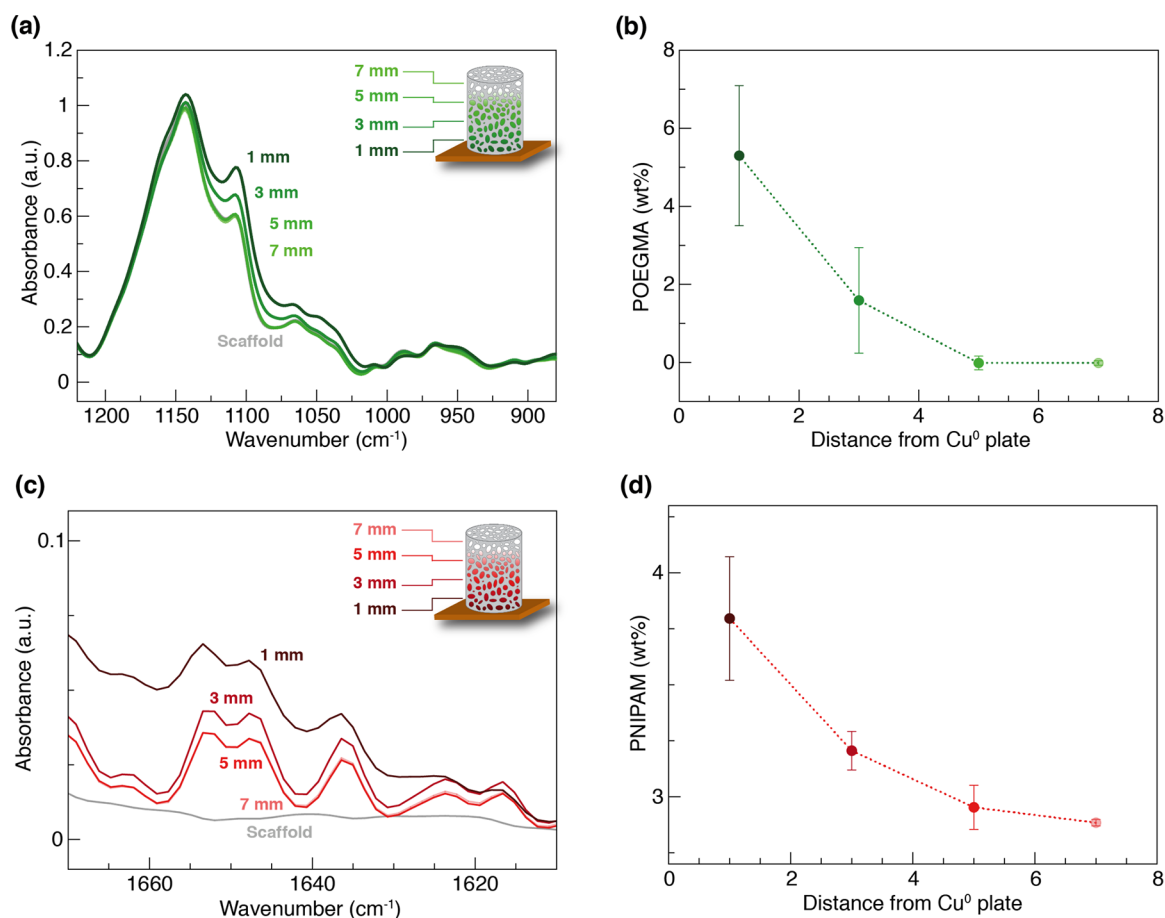 (a)
1.2
1
0.8
0.6
0.4
0.2
0
Absorbance (a.u.)
7 mm
5 mm
3 mm
1 mm
1 mm
3 mm
5 mm
7 mm
Scaffold
1200 1150 1100 1050 1000 950 900
Wavenumber (cm⁻¹)
(b)
8
6
4
2
0
POEGMA (wt%)
0 2 4 6 8
Distance from Cu⁰ plate
(c)
0.1
0
Absorbance (a.u.)
7 mm
5 mm
3 mm
1 mm
1 mm
3 mm
5 mm
7 mm
Scaffold
1660 1640 1620
Wavenumber (cm⁻¹)
(d)
4
3
PNIPAM (wt%)
0 2 4 6 8
Distance from Cu⁰ plate